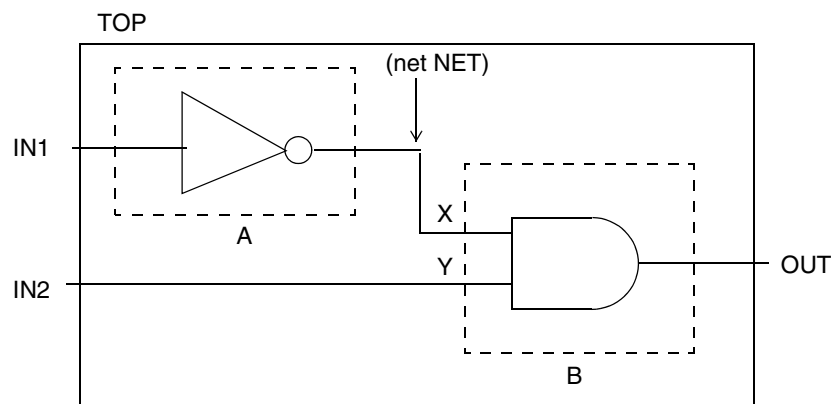 TOP
(net NET)
IN1
A
X
Y
OUT
IN2
B